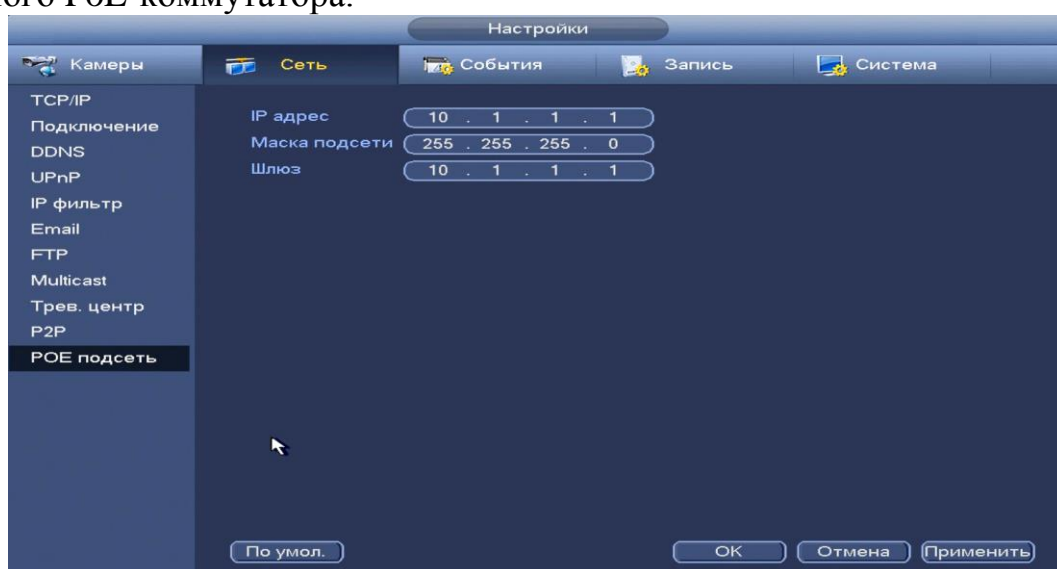 PoE-коммутатора.
Настройки
Камеры Сеть События Запись Система
TCP/IP
Подключение
DDNS
UPnP
IP фильтр
Email
FTP
Multicast
Трев. центр
P2P
POE подсеть
IP адрес 10 . 1 . 1 . 1
Маска подсети 255 . 255 . 255 . 0
Шлюз 10 . 1 . 1 . 1
По умол. OK Отмена Применить